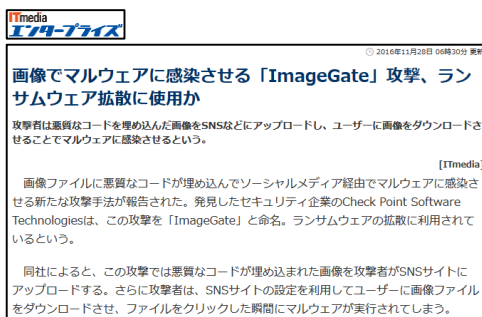 ITmedia
エンタープライズ
2016年11月28日 06時30分 更新
画像でマルウェアに感染させる「ImageGate」攻撃、ラン
サムウェア拡散に使用か
攻撃者は悪質なコードを埋め込んだ画像をSNSなどにアップロードし、ユーザーに画像をダウンロードさ
せることでマルウェアに感染させるという。
[ITmedia]
画像ファイルに悪質なコードが埋め込んでソーシャルメディア経由でマルウェアに感染さ
せる新たな攻撃手法が報告された。発見したセキュリティ企業のCheck Point Software
Technologiesは、この攻撃を「ImageGate」と命名。ランサムウェアの拡散に利用されて
いるという。
同社によると、この攻撃では悪質なコードが埋め込まれた画像を攻撃者がSNSサイトに
アップロードする。さらに攻撃者は、SNSサイトの設定を利用してユーザーに画像ファイル
をダウンロードさせ、ファイルをクリックした瞬間にマルウェアが実行されてしまう。